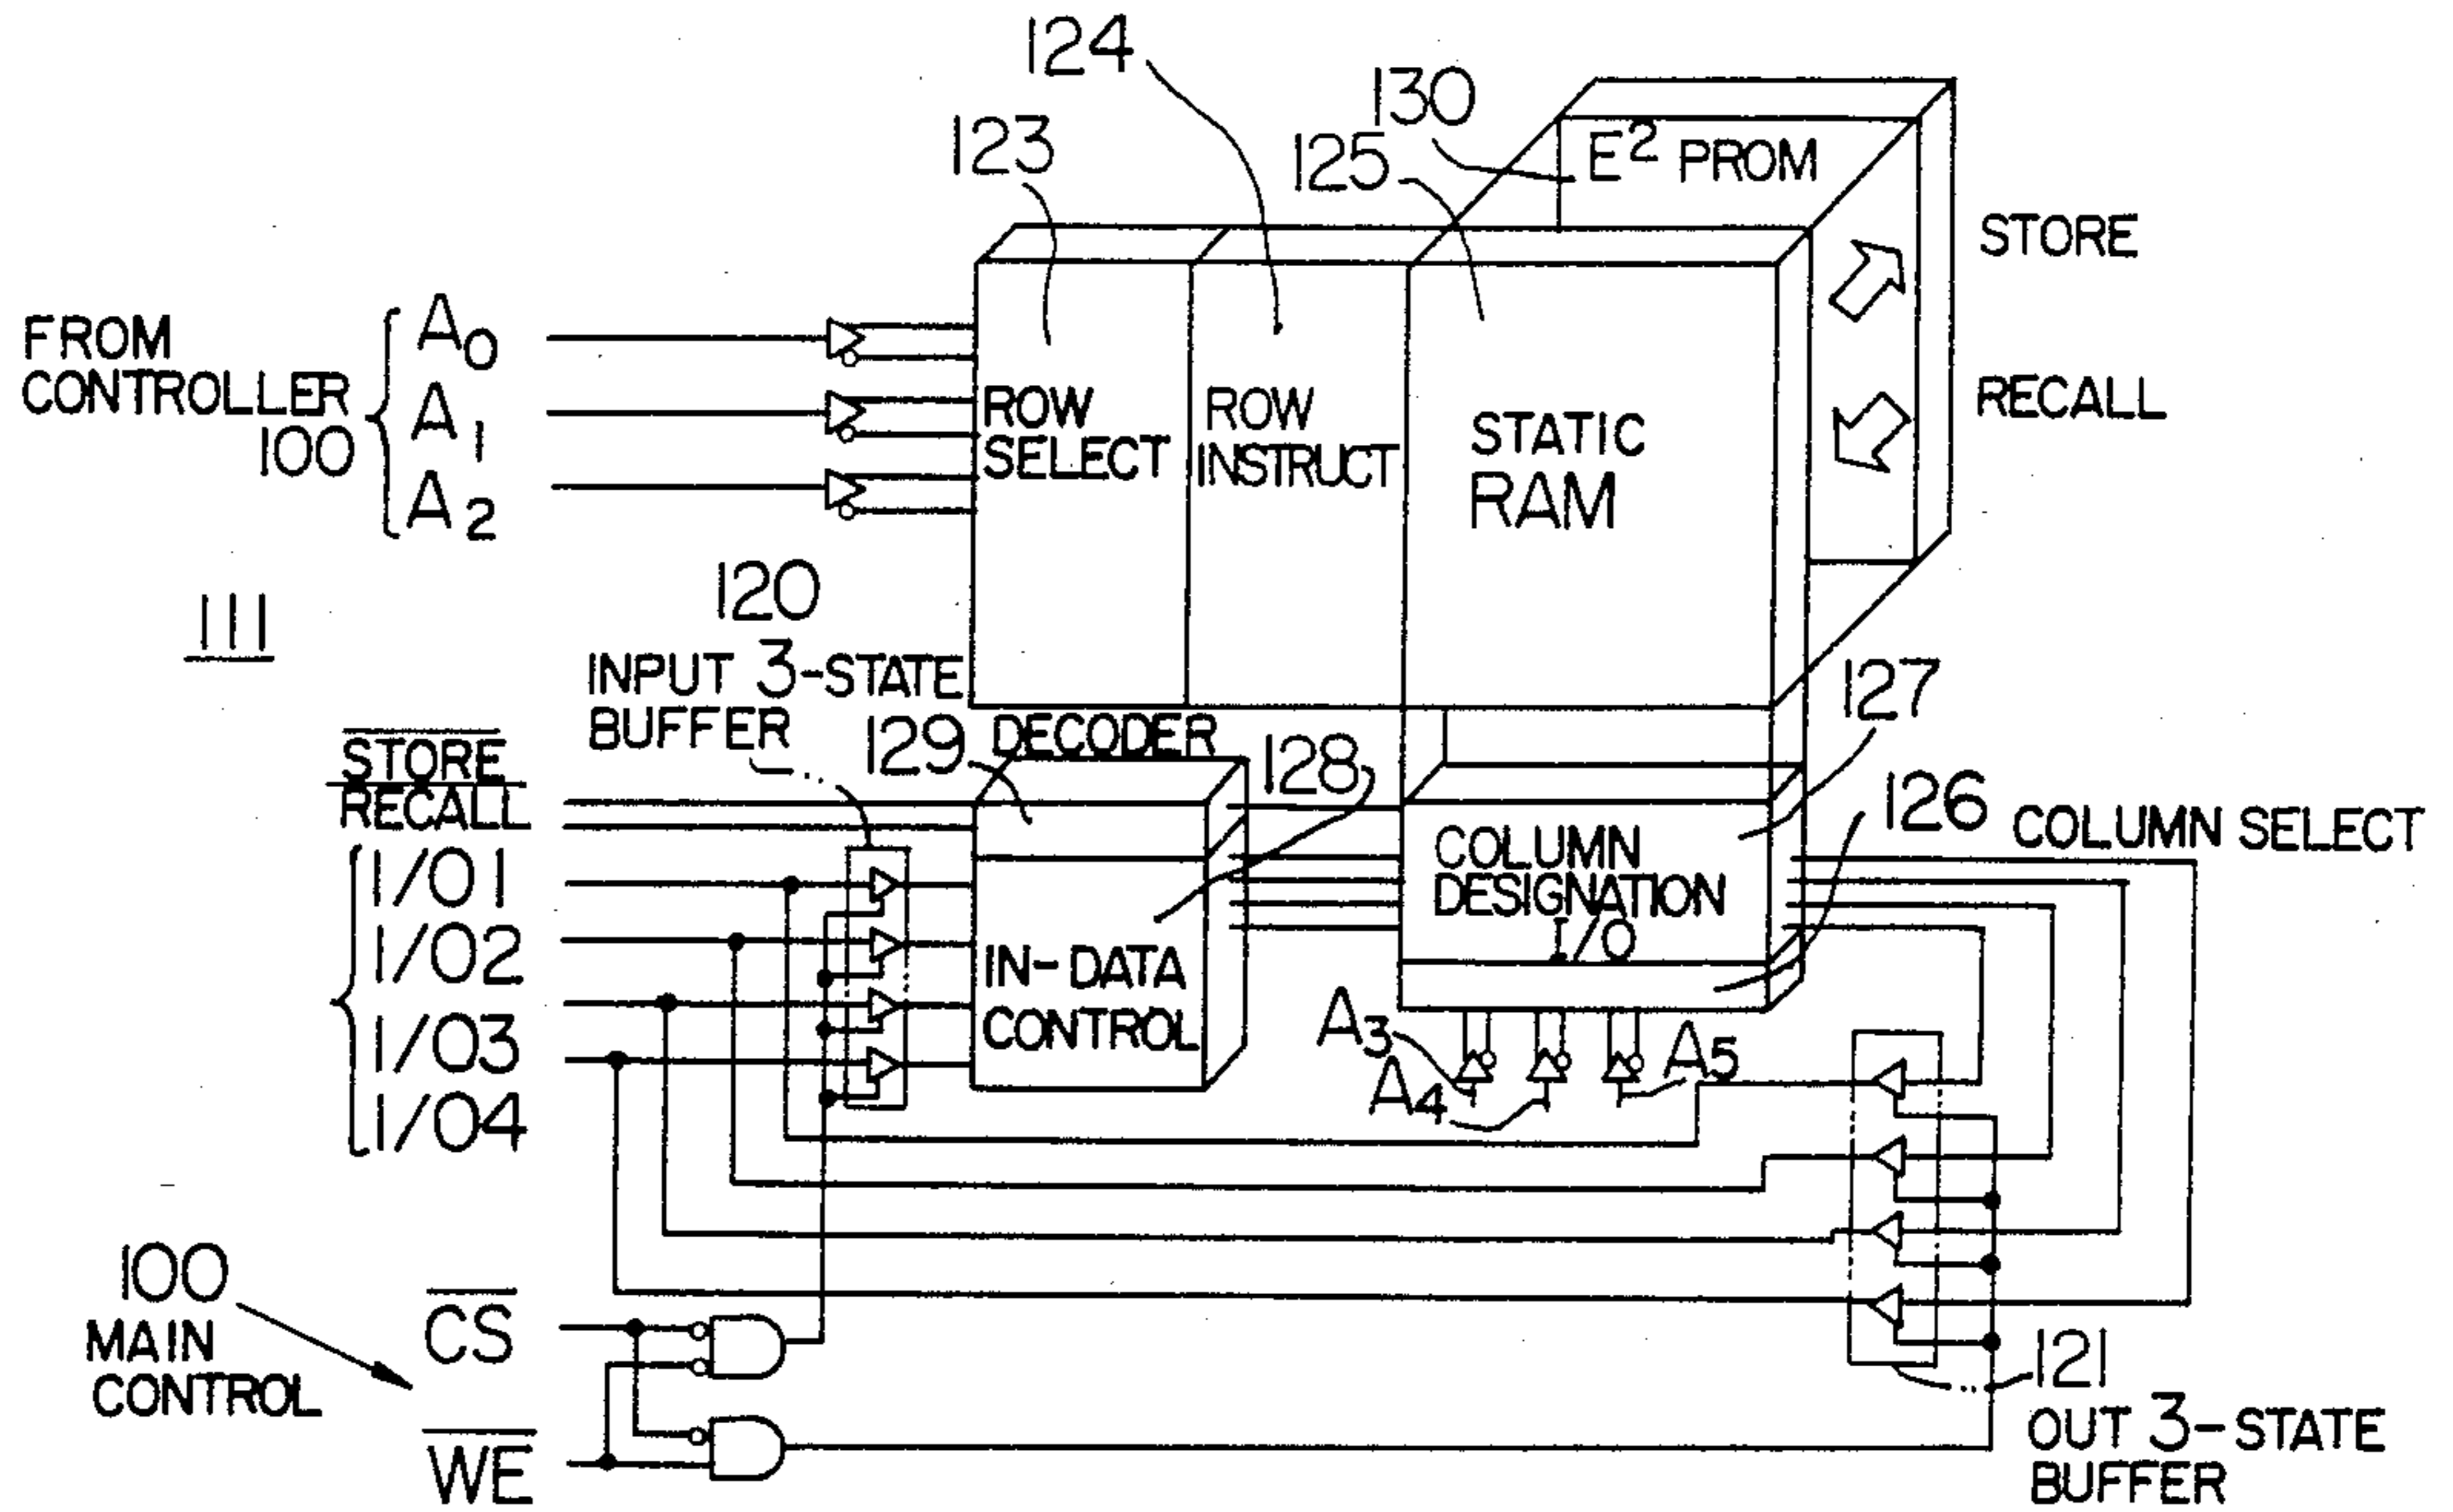 124
130
123
125
E² PROM
STORE
FROM
CONTROLLER
100
A0
A1
A2
ROW
SELECT
ROW
INSTRUCT
STATIC
RAM
RECALL
111
120
INPUT 3-STATE
BUFFER
129
DECODER
128
127
126
COLUMN SELECT
STORE
RECALL
I/O1
I/O2
I/O3
I/O4
IN-DATA
CONTROL
COLUMN
DESIGNATION
I/O
A3
A4
A5
100
MAIN
CONTROL
CS
WE
121
OUT 3-STATE
BUFFER